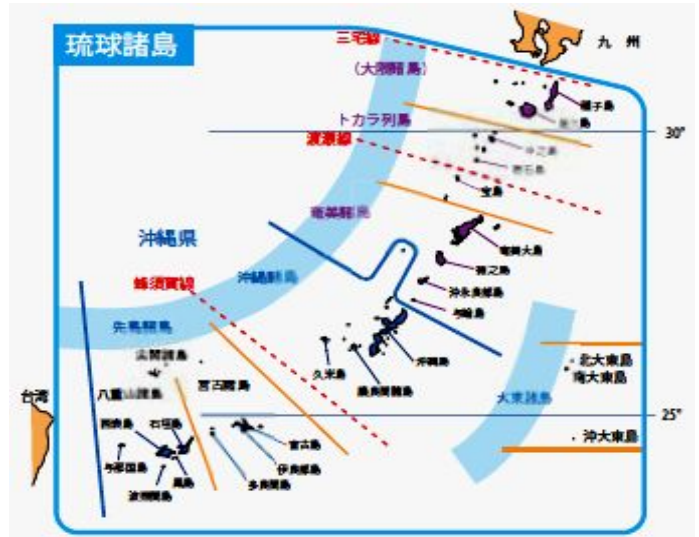 琉球諸島
三宅線
九 州
(大隅諸島)
種子島
トカラ列島
渡瀬線
30°
中之島
宝島
奄美諸島
奄美大島
沖縄県
徳之島
沖縄諸島
沖永良部島
与論島
蜂須賀線
先島諸島
尖閣諸島
沖縄島
久米島
慶良間諸島
北大東島
南大東島
大東諸島
台湾
八重山諸島
宮古諸島
25°
西表島
石垣島
宮古島
沖大東島
与那国島
伊良部島
黒島
波照間島
多良間島